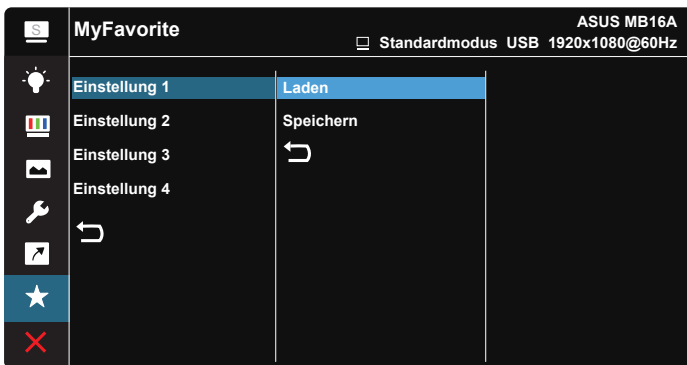 S
MyFavorite
ASUS MB16A
Standardmodus USB 1920x1080@60Hz
Einstellung 1
Laden
Einstellung 2
Speichern
Einstellung 3
Einstellung 4